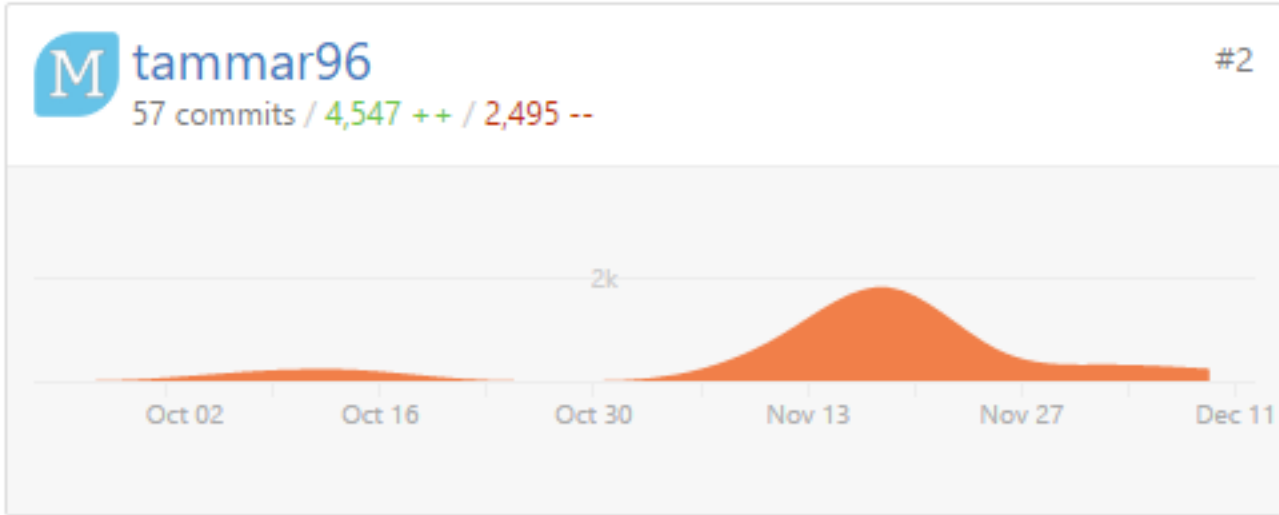 M tammar96 #2
57 commits / 4,547 ++ / 2,495 --
2k
Oct 02 Oct 16 Oct 30 Nov 13 Nov 27 Dec 11